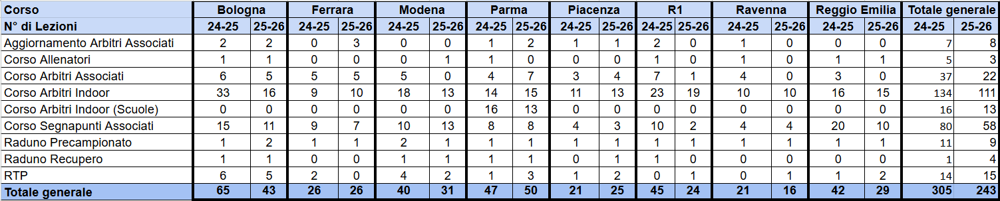 Corso Bologna Ferrara Modena Parma Piacenza R1 Ravenna Reggio Emilia Totale generale
N° di Lezioni 24-25 25-26 24-25 25-26 24-25 25-26 24-25 25-26 24-25 25-26 24-25 25-26 24-25 25-26 24-25 25-26 24-25 25-26
Aggiornamento Arbitri Associati 2 2 0 3 0 0 1 2 1 1 2 0 1 0 0 0 7 8
Corso Allenatori 1 1 0 0 0 1 1 0 0 0 1 0 1 0 1 1 5 3
Corso Arbitri Associati 6 5 5 5 5 0 4 7 3 4 7 1 4 0 3 0 37 22
Corso Arbitri Indoor 33 16 9 10 18 13 14 15 11 13 23 19 10 10 16 15 134 111
Corso Arbitri Indoor (Scuole) 0 0 0 0 0 0 16 13 0 0 0 0 0 0 0 0 16 13
Corso Segnapunti Associati 15 11 9 7 10 13 8 8 4 3 10 2 4 4 20 10 80 58
Raduno Precampionato 1 2 1 1 2 1 1 1 1 1 1 1 1 1 1 1 11 9
Raduno Recupero 1 1 0 0 1 1 1 1 0 1 1 0 0 0 0 0 1 4
RTP 6 5 2 0 4 2 1 3 1 2 0 1 0 1 1 2 14 15
Totale generale 65 43 26 26 40 31 47 50 21 25 45 24 21 16 42 29 305 243